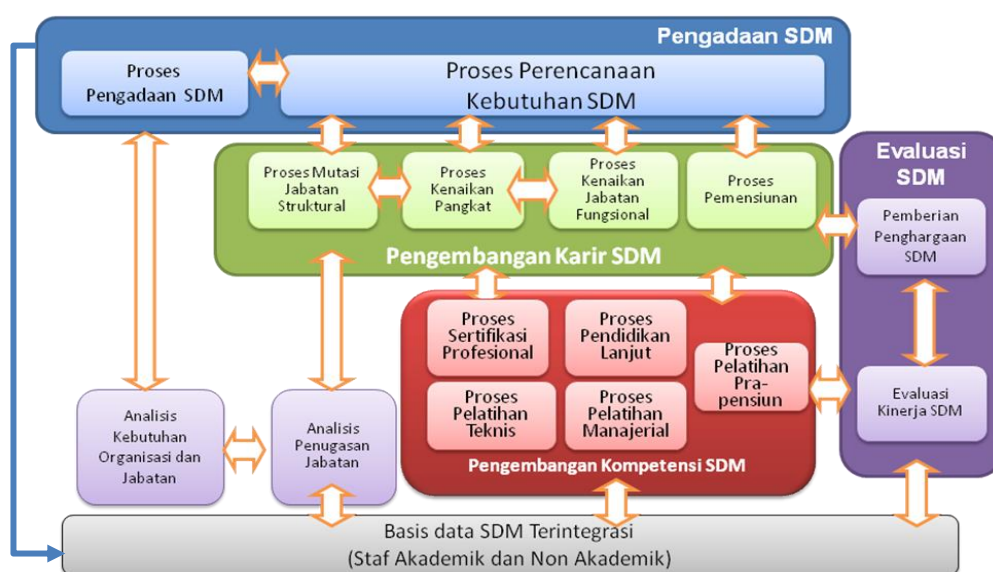 Pengadaan SDM
Proses
Pengadaan SDM
Proses Perencanaan
Kebutuhan SDM
Proses Mutasi
Jabatan
Struktural
Proses
Kenaikan
Pangkat
Proses
Kenaikan
Jabatan
Fungsional
Proses
Pemensiunan
Pengembangan Karir SDM
Evaluasi
SDM
Pemberian
Penghargaan
SDM
Evaluasi
Kinerja SDM
Proses
Sertifikasi
Profesional
Proses
Pendidikan
Lanjut
Proses
Pelatihan
Pra-
pensiun
Proses
Pelatihan
Teknis
Proses
Pelatihan
Manajerial
Pengembangan Kompetensi SDM
Analisis
Kebutuhan
Organisasi dan
Jabatan
Analisis
Penugasan
Jabatan
Basis data SDM Terintegrasi
(Staf Akademik dan Non Akademik)